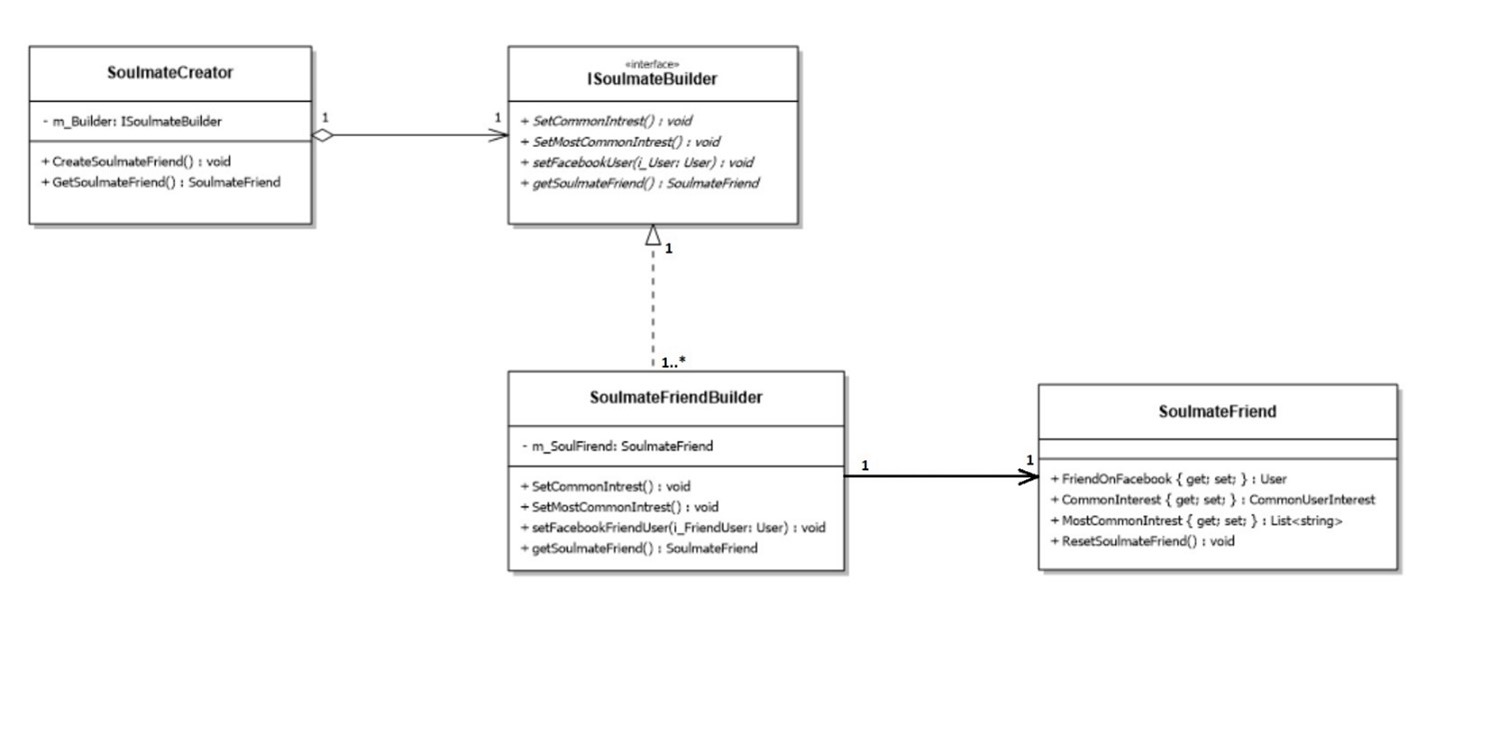 SoulmateCreator
- m_Builder: ISoulmateBuilder
+ CreateSoulmateFriend() : void
+ GetSoulmateFriend() : SoulmateFriend
1
1
«interface»
ISoulmateBuilder
+ SetCommonIntrest() : void
+ SetMostCommonIntrest() : void
+ setFacebookUser(i_User: User) : void
+ getSoulmateFriend() : SoulmateFriend
1
1..*
SoulmateFriendBuilder
- m_SoulFirend: SoulmateFriend
+ SetCommonIntrest() : void
+ SetMostCommonIntrest() : void
+ setFacebookFriendUser(i_FriendUser: User) : void
+ getSoulmateFriend() : SoulmateFriend
1
1
SoulmateFriend
+ FriendOnFacebook { get; set; } : User
+ CommonInterest { get; set; } : CommonUserInterest
+ MostCommonIntrest { get; set; } : List<string>
+ ResetSoulmateFriend() : void